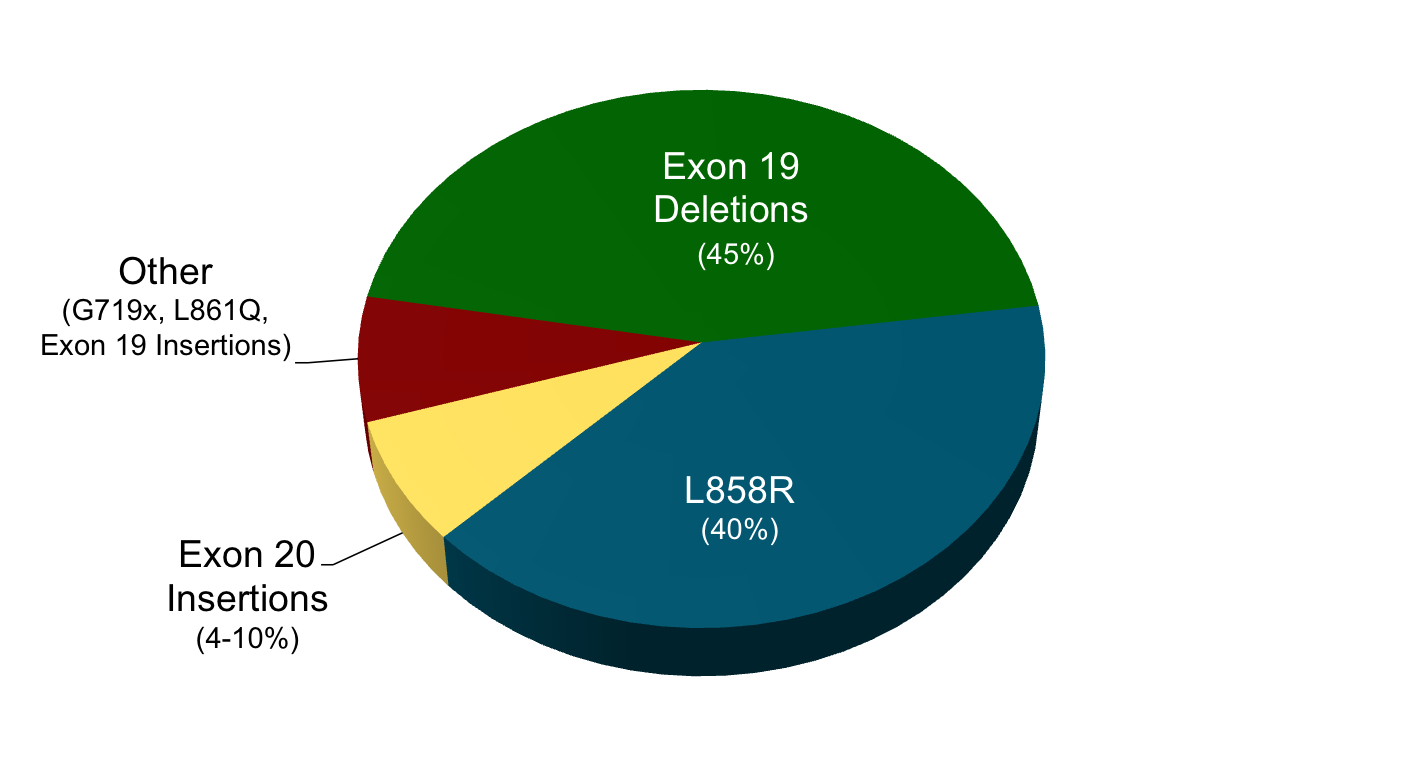 Exon 19
Deletions
(45%)
Other
(G719x, L861Q,
Exon 19 Insertions)
L858R
(40%)
Exon 20
Insertions
(4-10%)